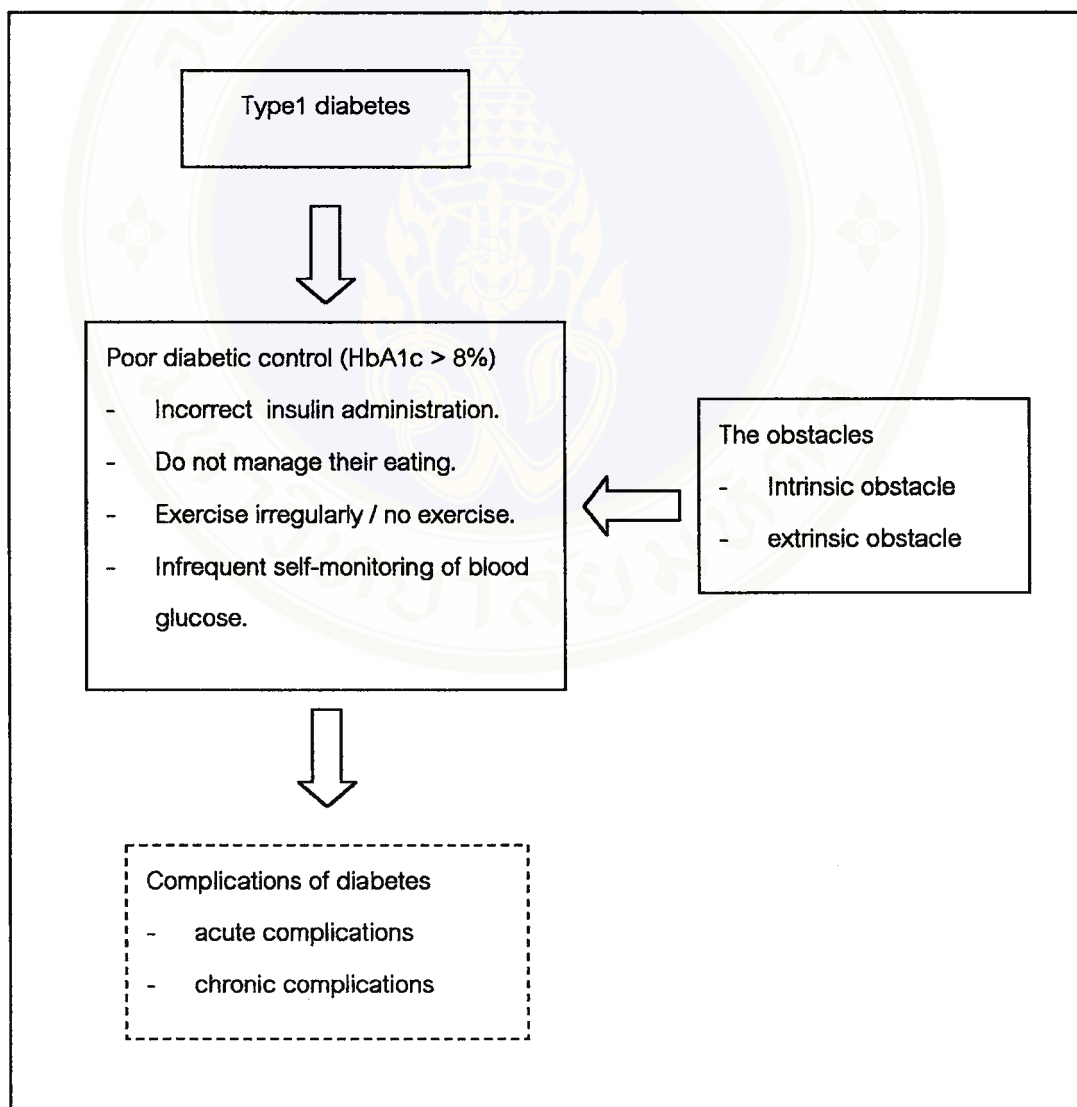 Type1 diabetes
Poor diabetic control (HbA1c > 8%)
- Incorrect insulin administration.
- Do not manage their eating.
- Exercise irregularly / no exercise.
- Infrequent self-monitoring of blood
glucose.
The obstacles
- Intrinsic obstacle
- extrinsic obstacle
Complications of diabetes
- acute complications
- chronic complications